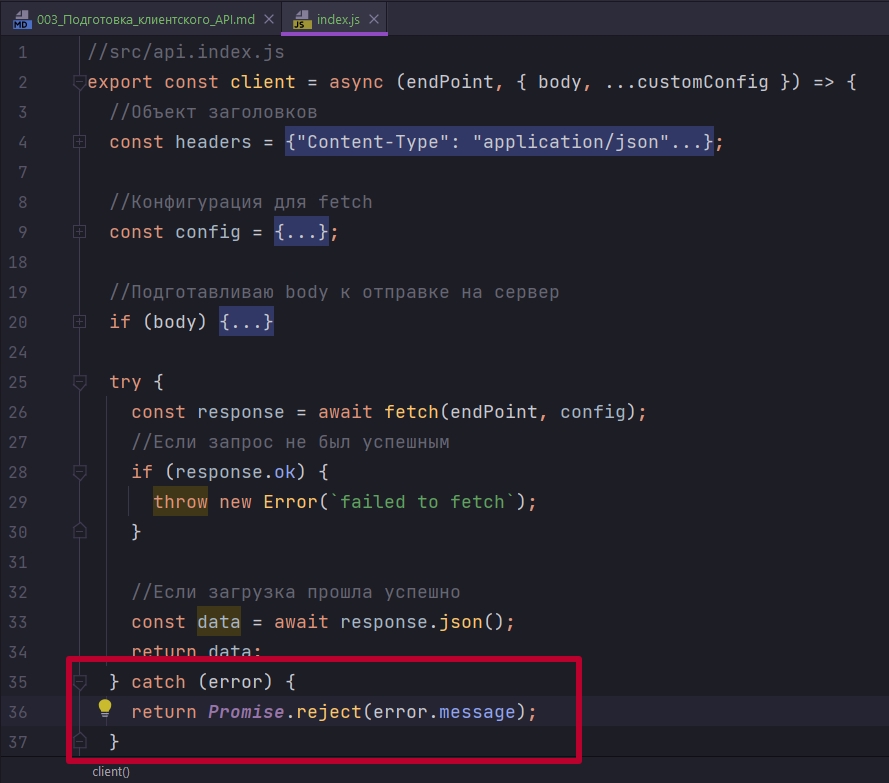 MD 003_Подготовка_клиентского_API.md × JS index.js ×
1 //src/api.index.js
2 export const client = async (endPoint, { body, ...customConfig }) => {
3 //Объект заголовков
4 const headers = {"Content-Type": "application/json"...};
7
8 //Конфигурация для fetch
9 const config = {...};
18
19 //Подготавливаю body к отправке на сервер
20 if (body) {...}
24
25 try {
26 const response = await fetch(endPoint, config);
27 //Если запрос не был успешным
28 if (response.ok) {
29 throw new Error(`failed to fetch`);
30 }
31
32 //Если загрузка прошла успешно
33 const data = await response.json();
34 return data;
35 } catch (error) {
36 return Promise.reject(error.message);
37 }
client()